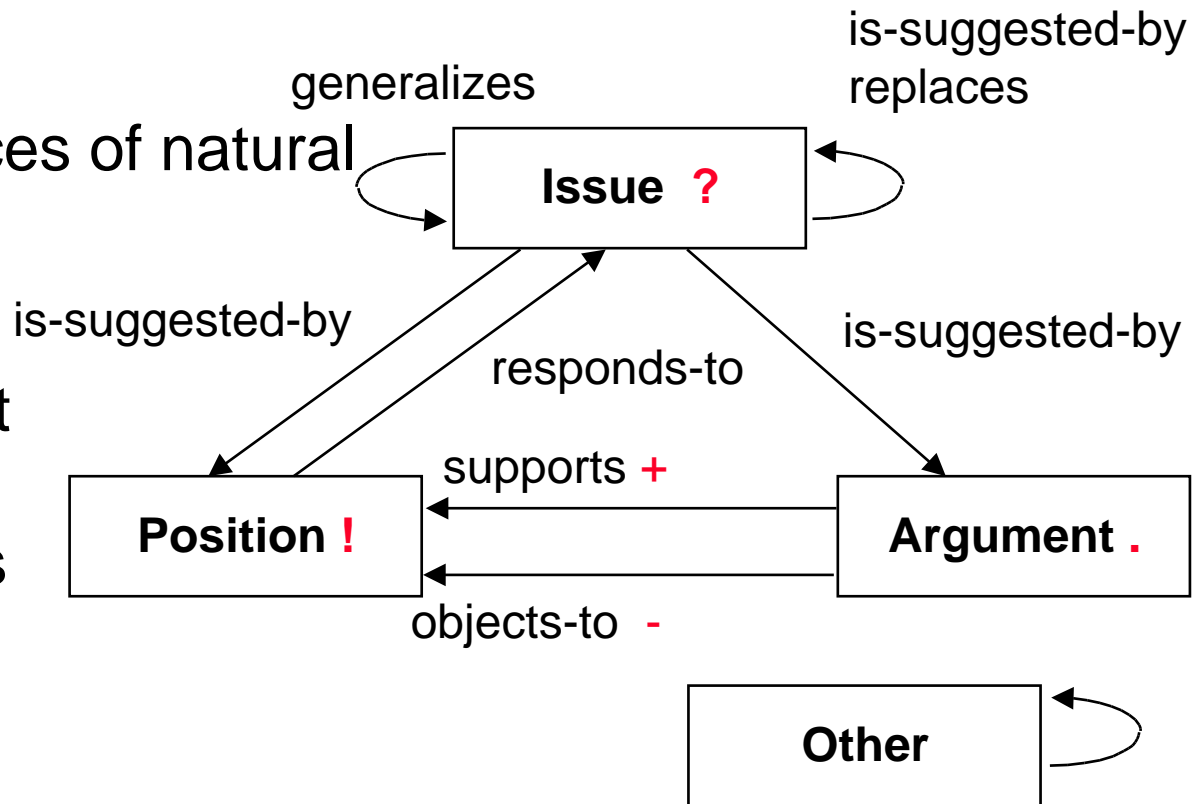 is-suggested-by
replaces
generalizes
ces of natural
Issue ?
is-suggested-by
responds-to
is-suggested-by
t
supports +
Position !
Argument .
s
objects-to -
Other